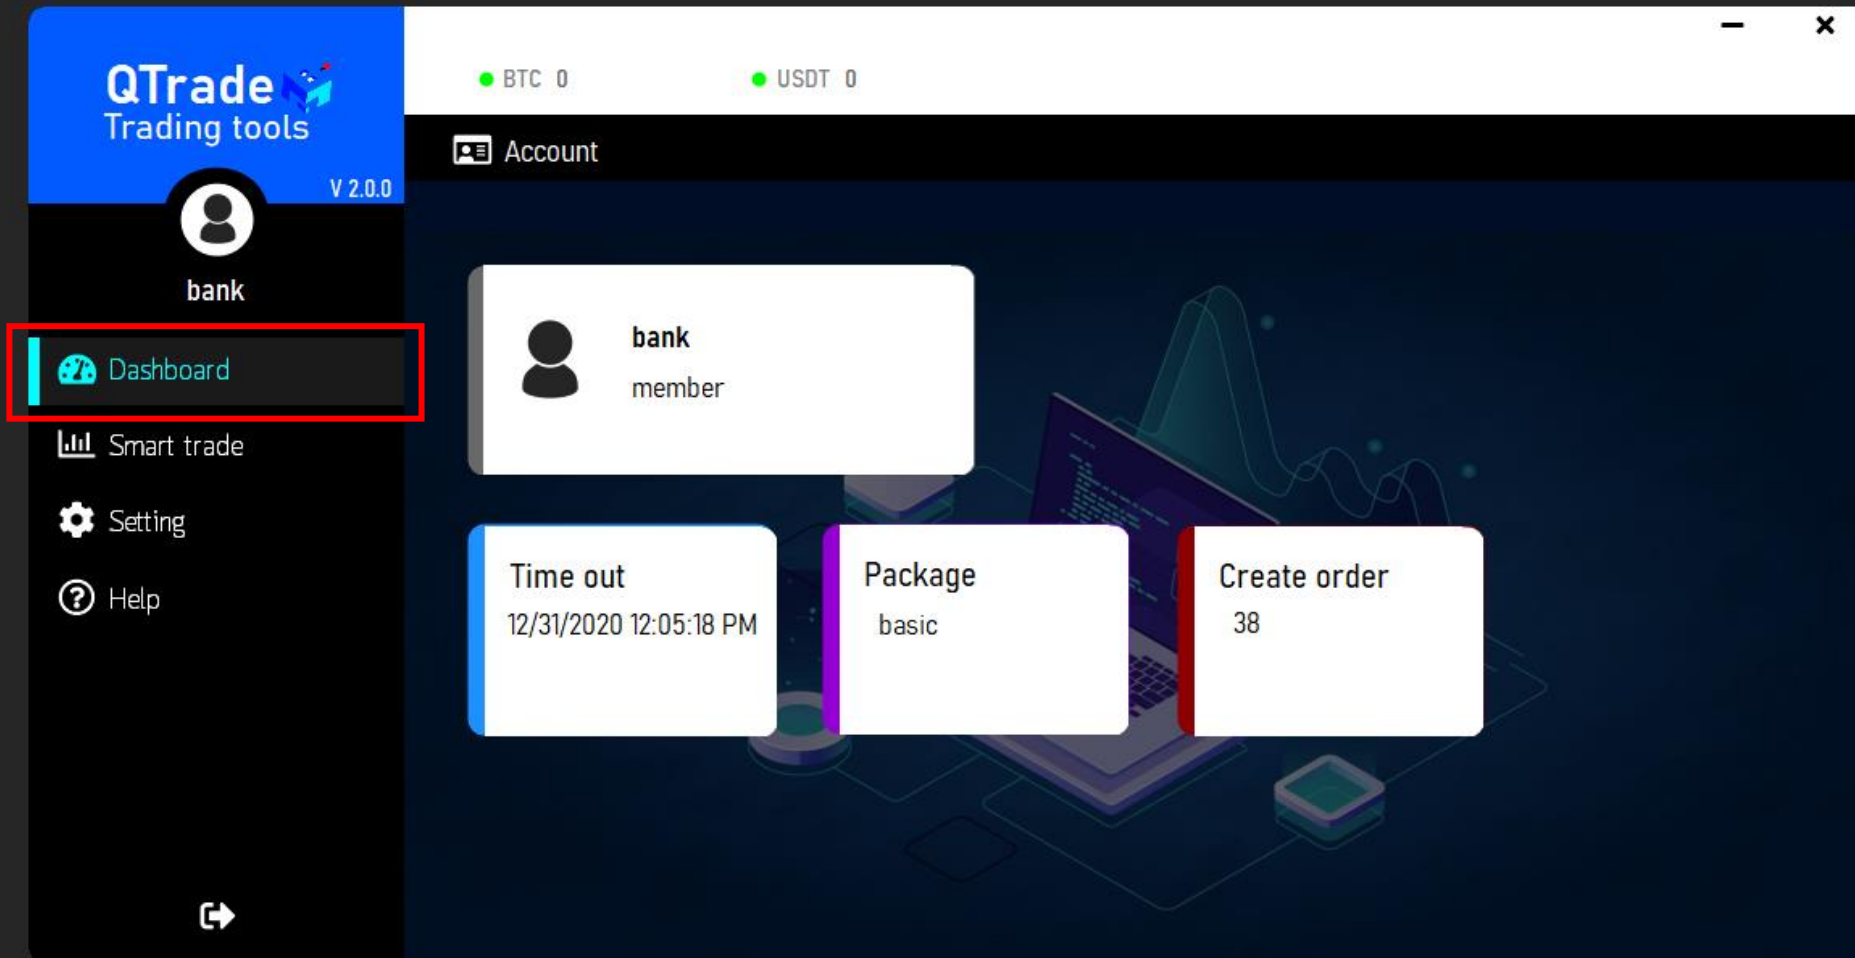 QTrade
Trading tools
V 2.0.0
bank
Dashboard
Smart trade
Setting
Help
BTC 0
USDT 0
Account
bank
member
Time out
12/31/2020 12:05:18 PM
Package
basic
Create order
38